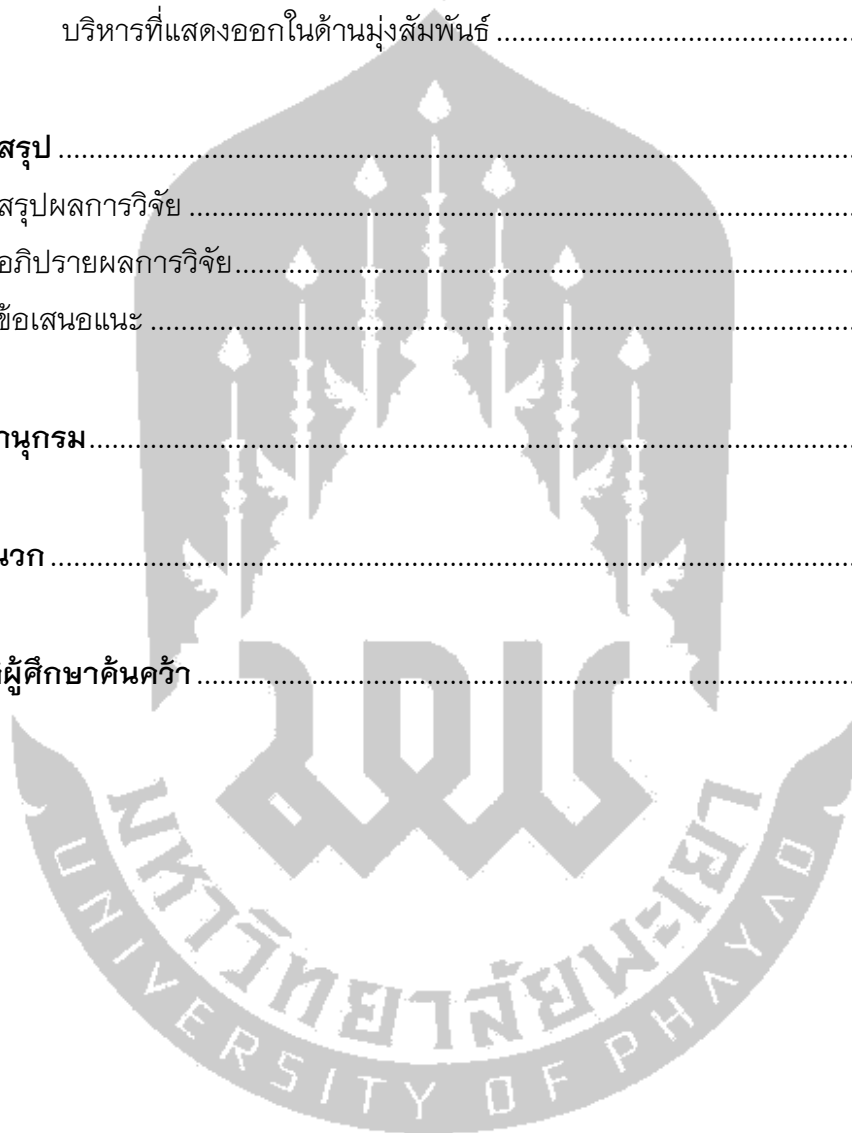 บริหารที่แสดงออกในด้านมุ่งสัมพันธ์ ......................................................
สรุป ..............................................................................................................
สรุปผลการวิจัย ...........................................................................................
อภิปรายผลการวิจัย.....................................................................................
ข้อเสนอแนะ ................................................................................................
านุกรม.........................................................................................................
นวก ..............................................................................................................
ผู้ศึกษาค้นคว้า ...........................................................................................
มหาวิทยาลัยพะเยา
UNIVERSITY OF PHAYAO